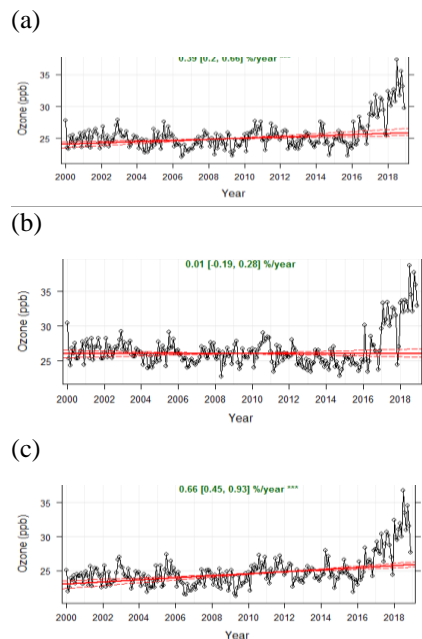 (a)
0.39 [0.2, 0.66] %/year ***
Ozone (ppb)
35
30
25
2000 2002 2004 2006 2008 2010 2012 2014 2016 2018
Year
(b)
0.01 [-0.19, 0.28] %/year
Ozone (ppb)
35
30
25
2000 2002 2004 2006 2008 2010 2012 2014 2016 2018
Year
(c)
0.66 [0.45, 0.93] %/year ***
Ozone (ppb)
35
30
25
2000 2002 2004 2006 2008 2010 2012 2014 2016 2018
Year